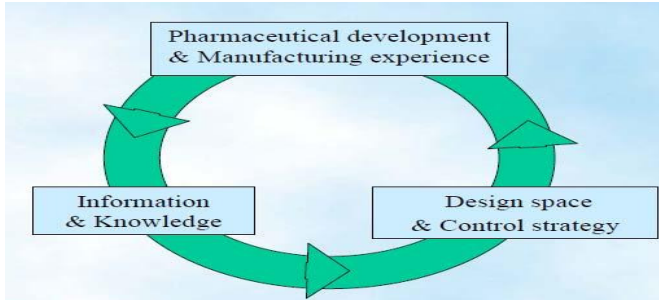 Pharmaceutical development
& Manufacturing experience
Information
& Knowledge
Design space
& Control strategy